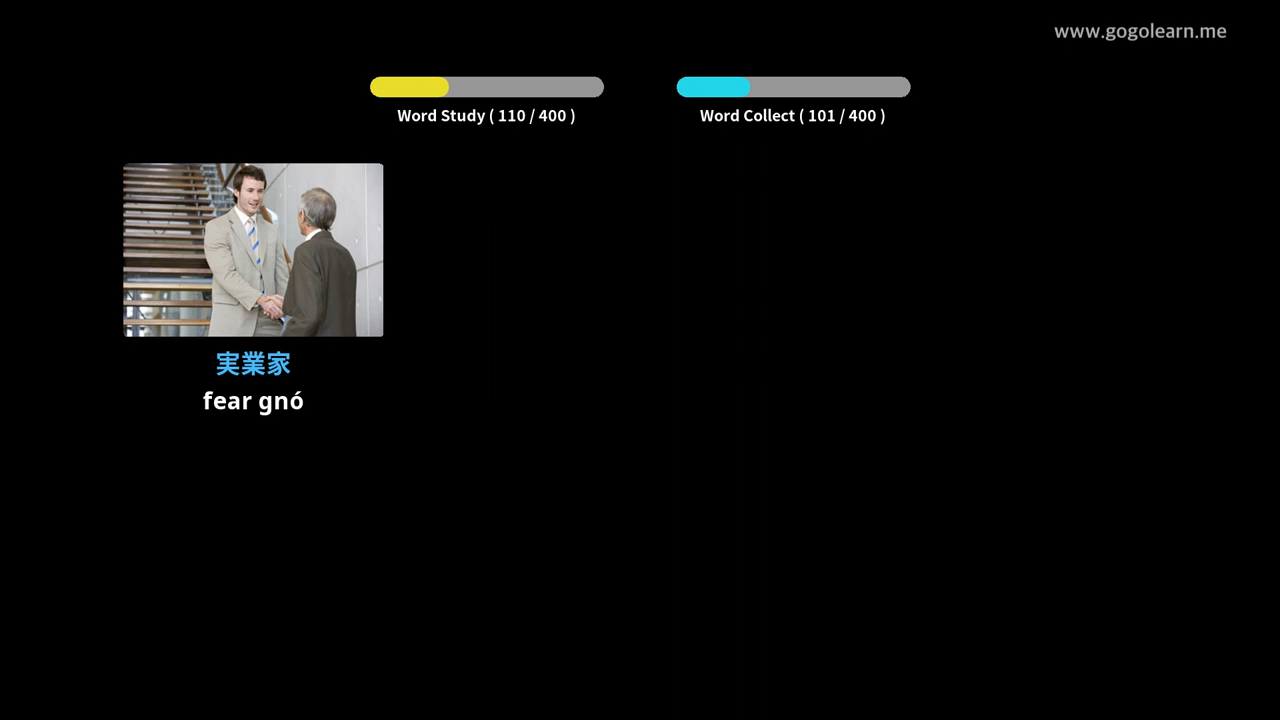 www.gogolearn.me
Word Study ( 110 / 400 )
Word Collect ( 101 / 400 )
実業家
fear gnó